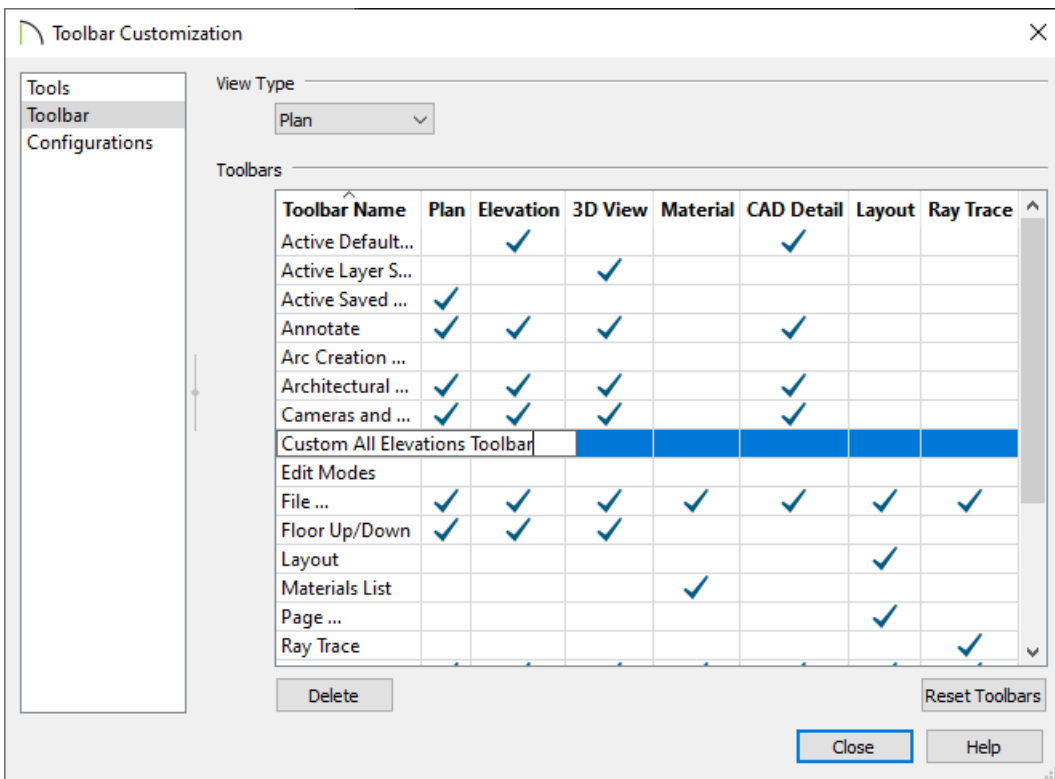 Toolbar Customization
Tools
Toolbar
Configurations
View Type
Plan
Toolbars
Toolbar Name Plan Elevation 3D View Material CAD Detail Layout Ray Trace
Active Default...
Active Layer S...
Active Saved ...
Annotate
Arc Creation ...
Architectural ...
Cameras and ...
Custom All Elevations Toolbar
Edit Modes
File ...
Floor Up/Down
Layout
Materials List
Page ...
Ray Trace
Delete
Reset Toolbars
Close
Help